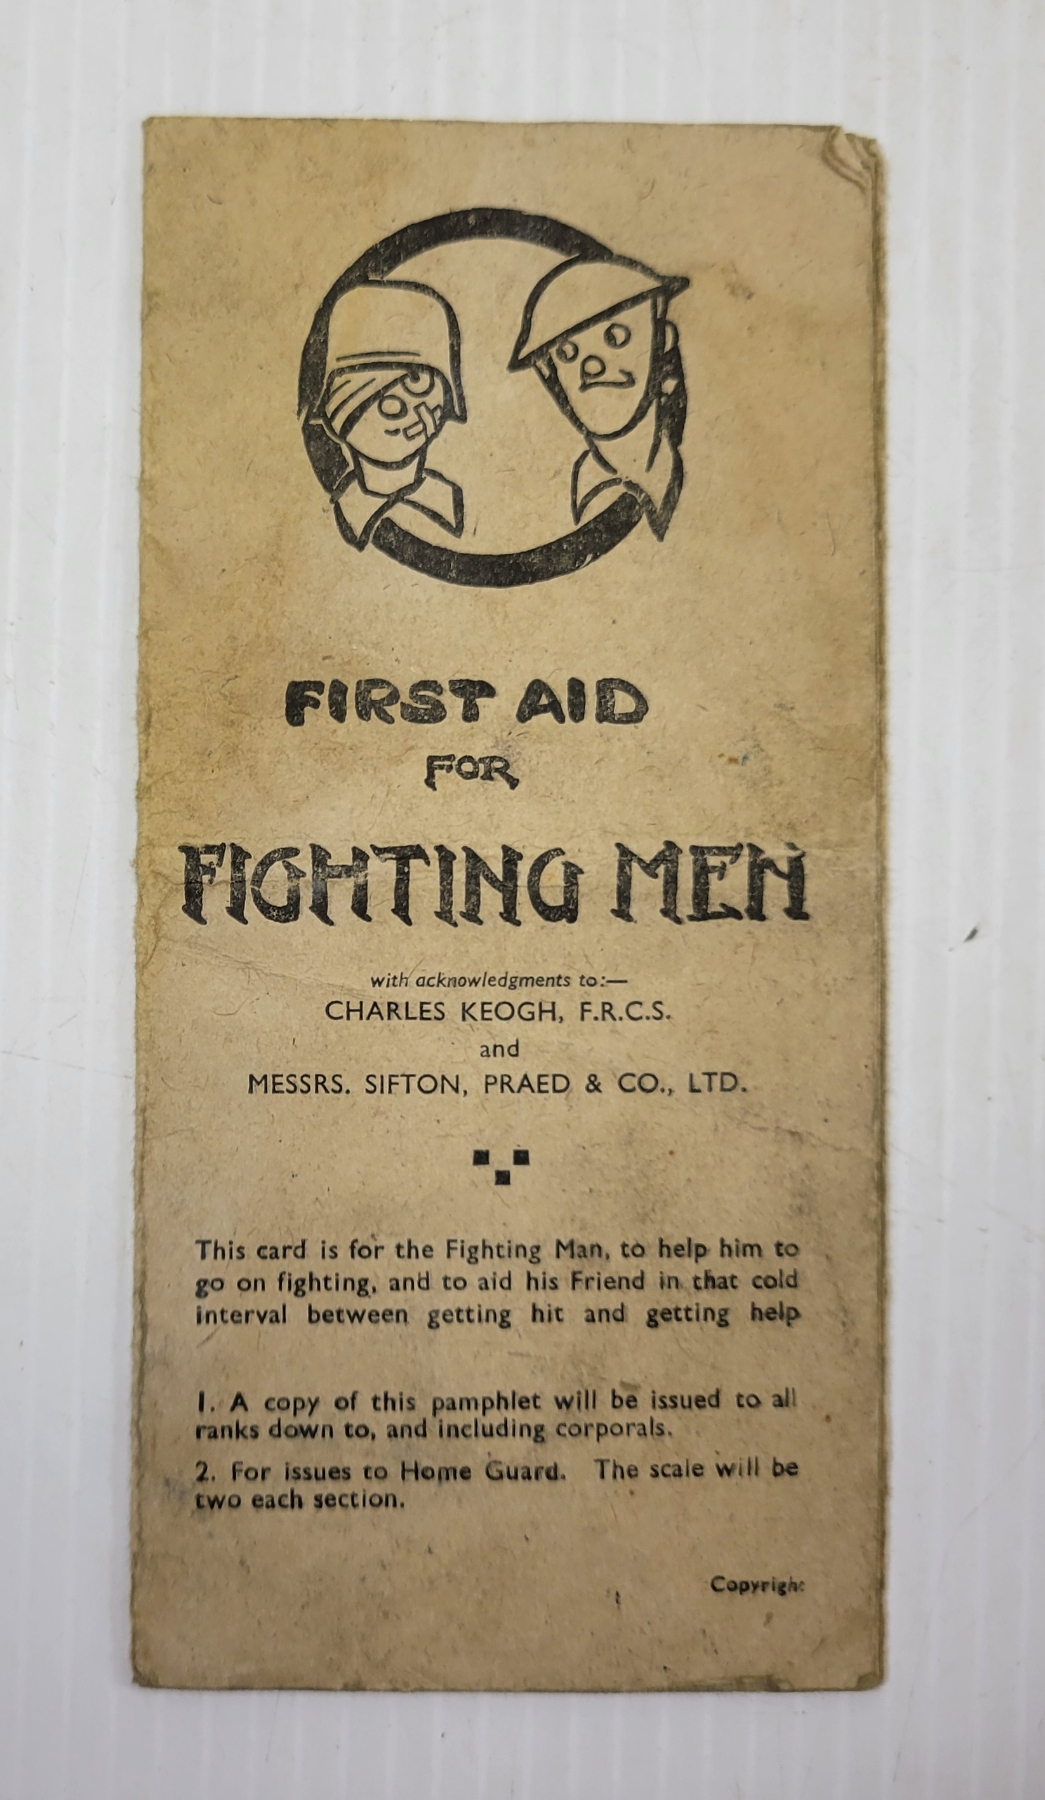 FIRST AID
FOR
FIGHTING MEN
with acknowledgments to:—
CHARLES KEOGH, F.R.C.S.
and
MESSRS. SIFTON, PRAED & CO., LTD.
This card is for the Fighting Man, to help him to
go on fighting, and to aid his Friend in that cold
interval between getting hit and getting help
1. A copy of this pamphlet will be issued to all
ranks down to, and including corporals.
2. For issues to Home Guard. The scale will be
two each section.
Copyright